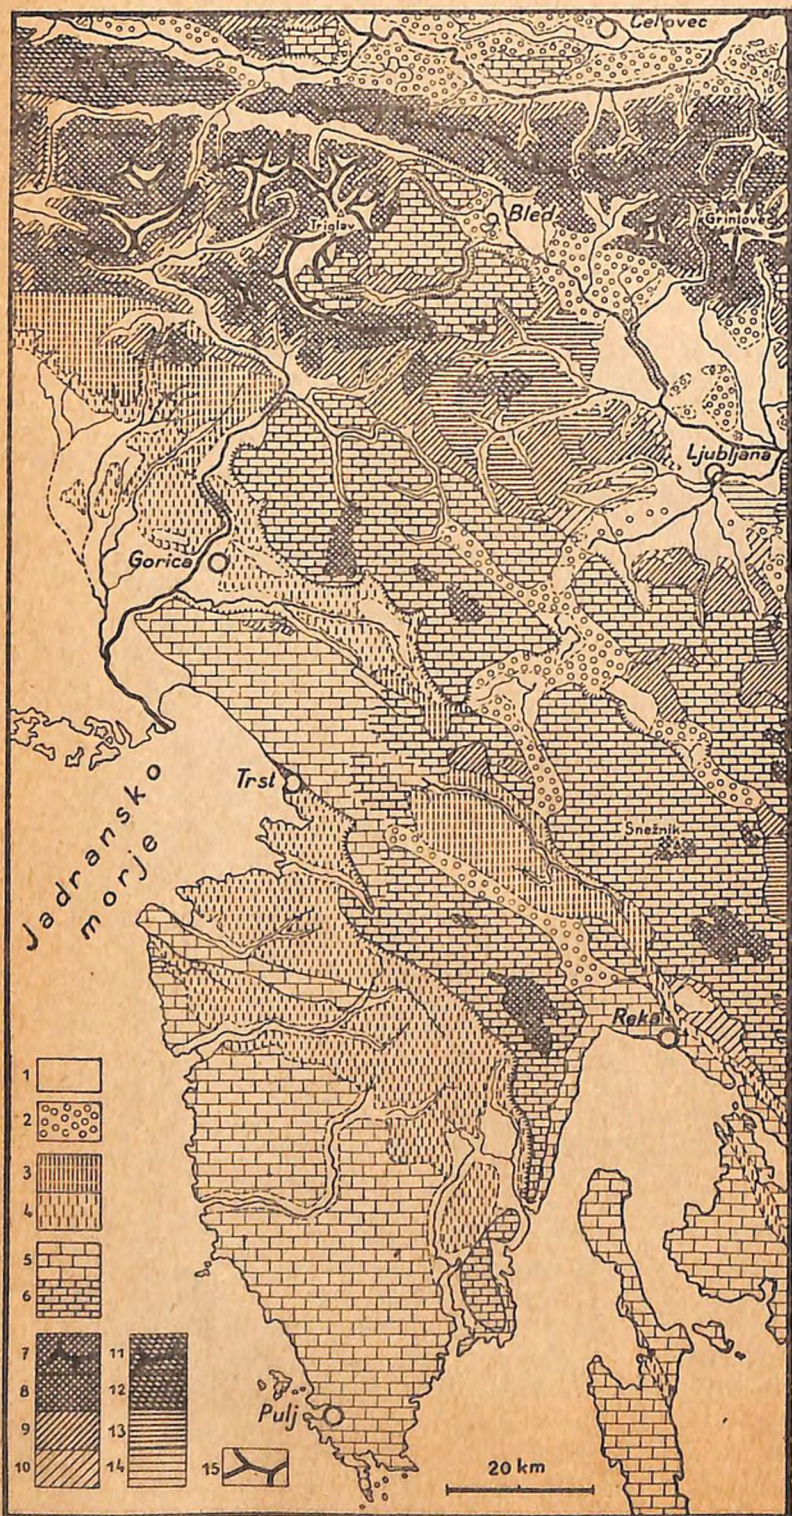 Celovec
Bled
Triglav
Grintovec
Ljubljana
Gorica
Trst
Snežnik
Jadransko
morje
Reka
1
2
3
4
5
6
7 11
8 12
9 13
10 14 15
Pulj
20 km